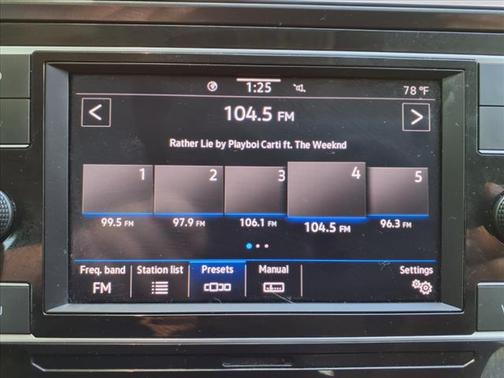 1:25 78 °F
104.5 FM
Rather Lie by Playboi Carti ft. The Weeknd
1 2 3 4 5
99.5 FM 97.9 FM 106.1 FM 104.5 FM 96.3 FM
Freq. band Station list Presets Manual Settings
FM